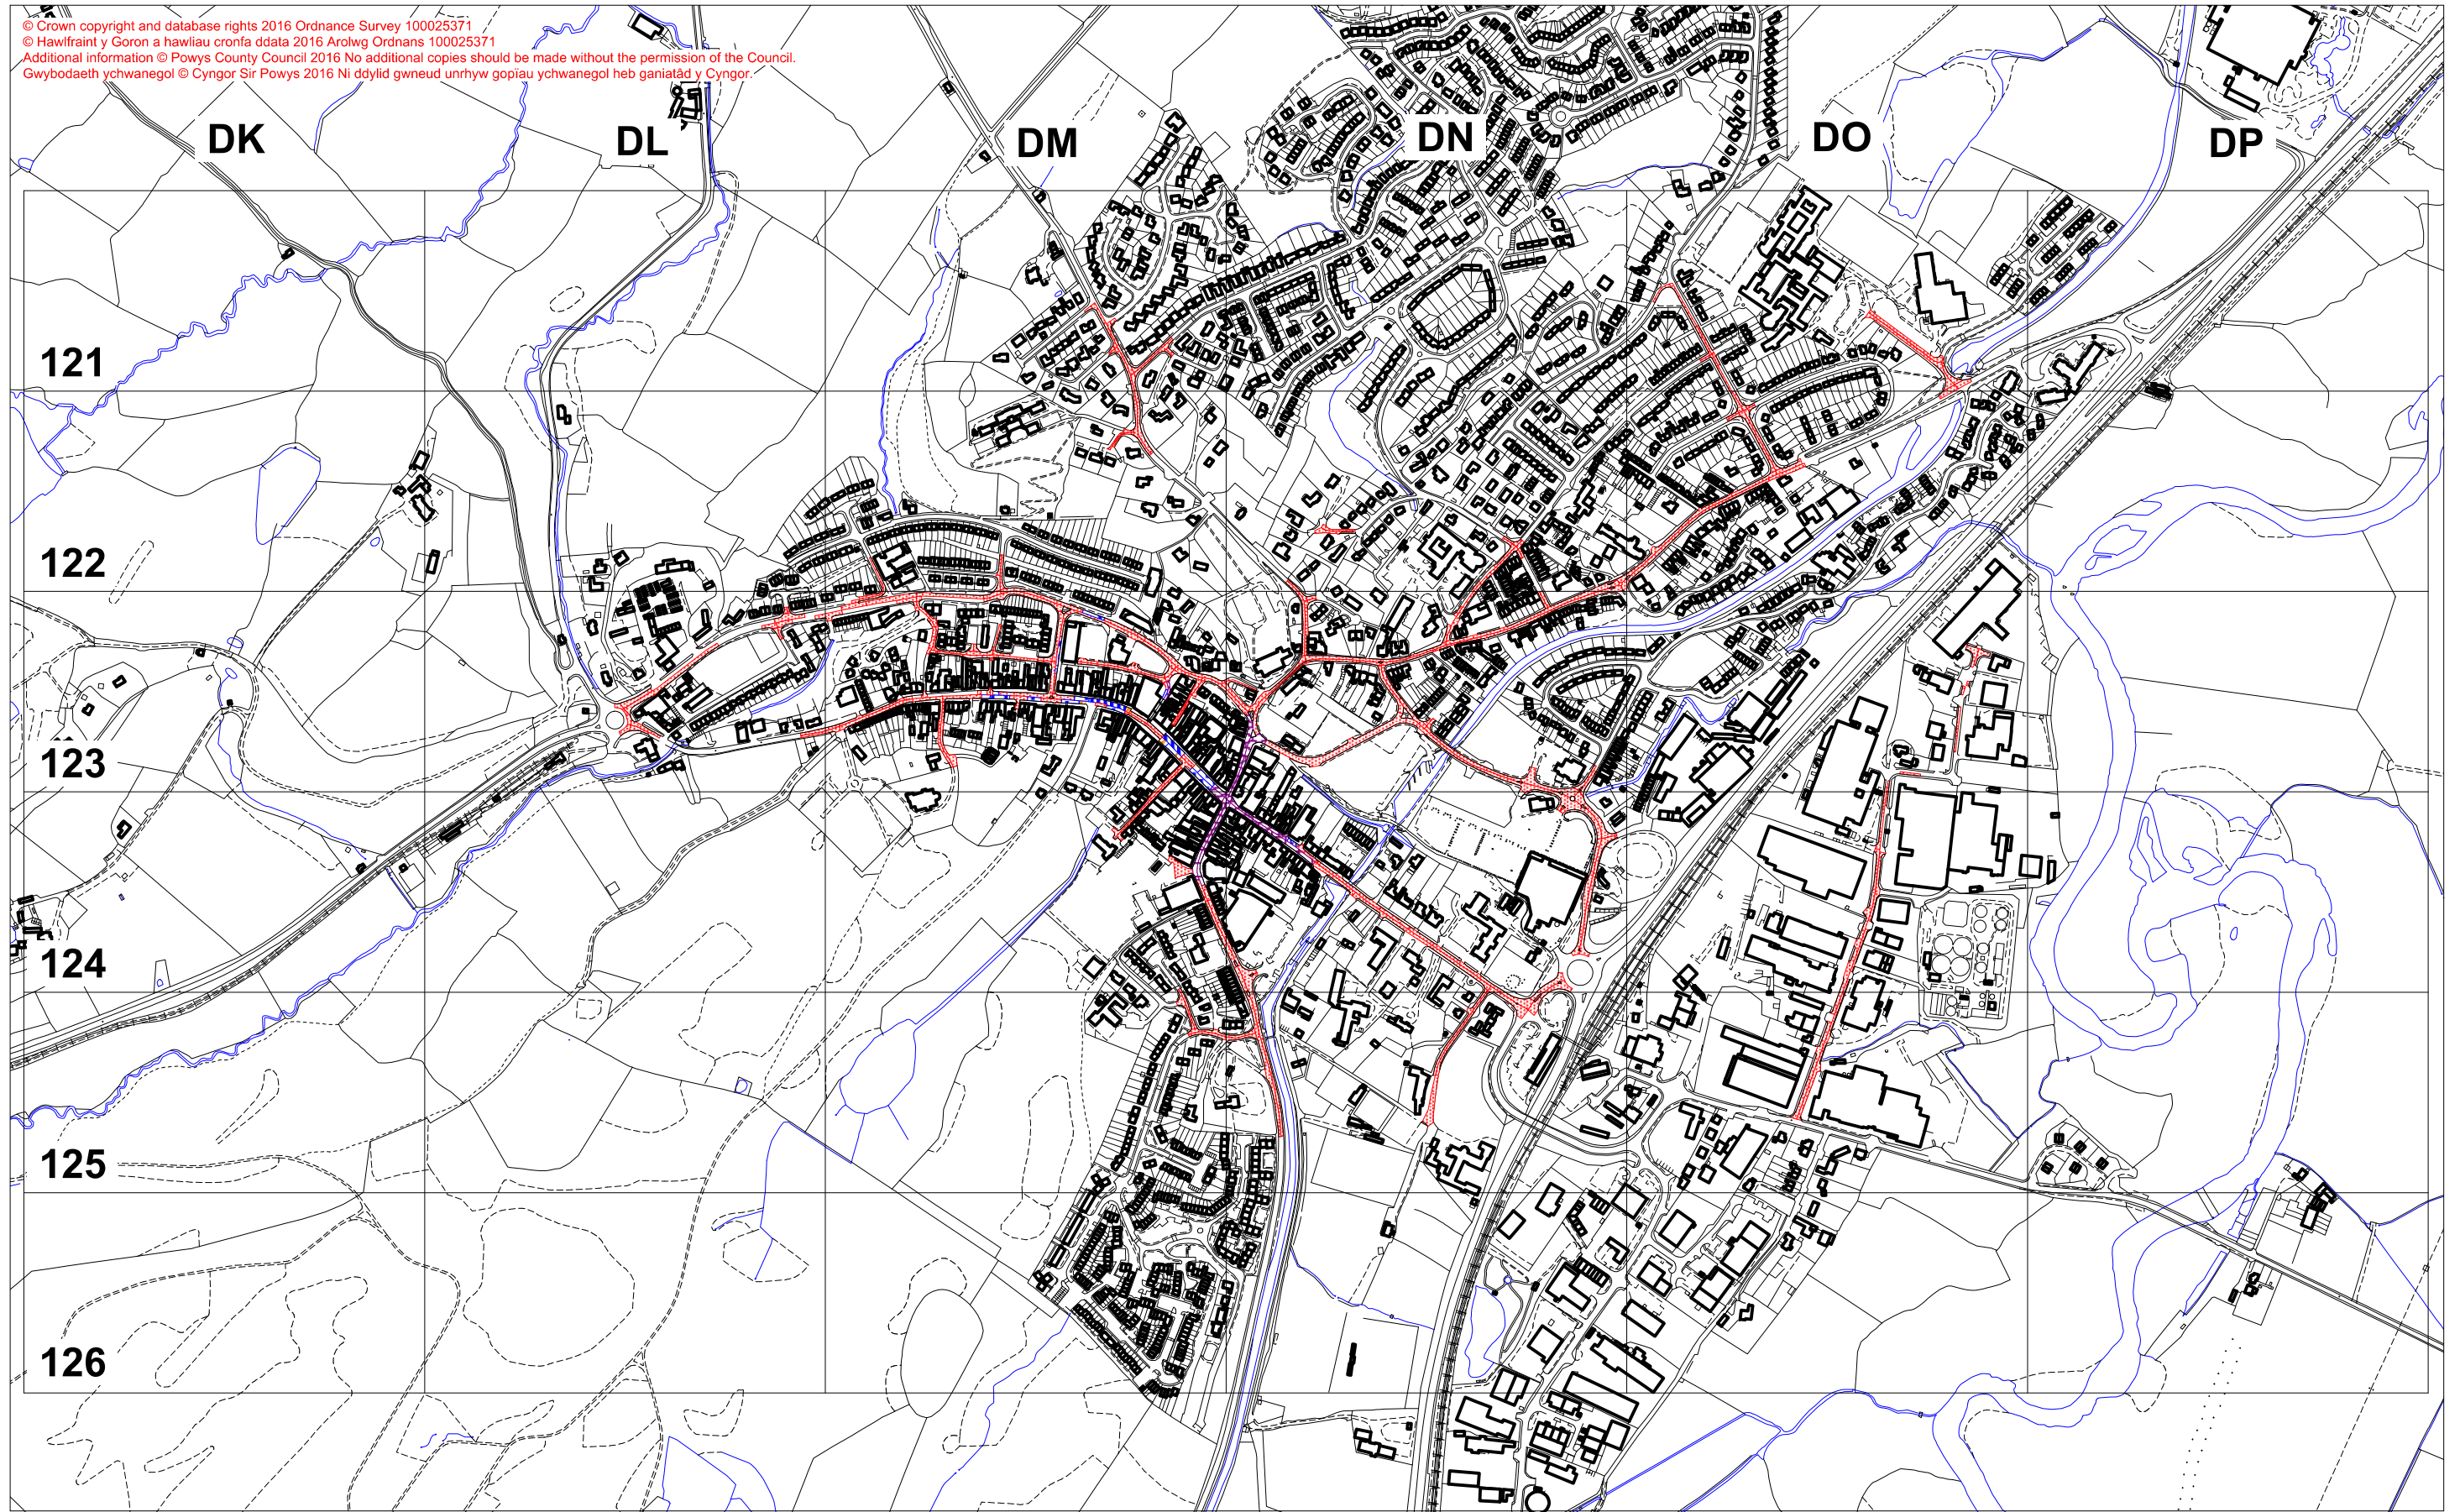 © Crown copyright and database rights 2016 Ordnance Survey 100025371
© Hawlfraint y Goron a hawliau cronfa ddata 2016 Arolwg Ordnans 100025371
Additional information © Powys County Council 2016 No additional copies should be made without the permission of the Council.
Gwybodaeth ychwanegol © Cyngor Sir Powys 2016 Ni ddylid gwneud unrhyw gopïau ychwanegol heb ganiatâd y Cyngor.
DK DL DM DN DO DP
121
122
123
124
125
126